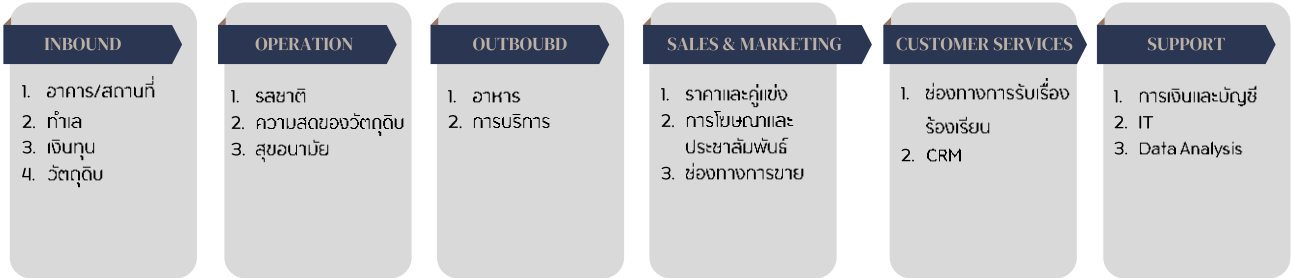 INBOUND
1. อาคาร/สถานที่
2. ทำเล
3. เงินทุน
4. วัตถุดิบ
OPERATION
1. รสชาติ
2. ความสดของวัตถุดิบ
3. สุขอนามัย
OUTBOUBD
1. อาหาร
2. การบริการ
SALES & MARKETING
1. ราคาและคู่แข่ง
2. การโฆษณาและ
ประชาสัมพันธ์
3. ช่องทางการขาย
CUSTOMER SERVICES
1. ช่องทางการรับเรื่อง
ร้องเรียน
2. CRM
SUPPORT
1. การเงินและบัญชี
2. IT
3. Data Analysis